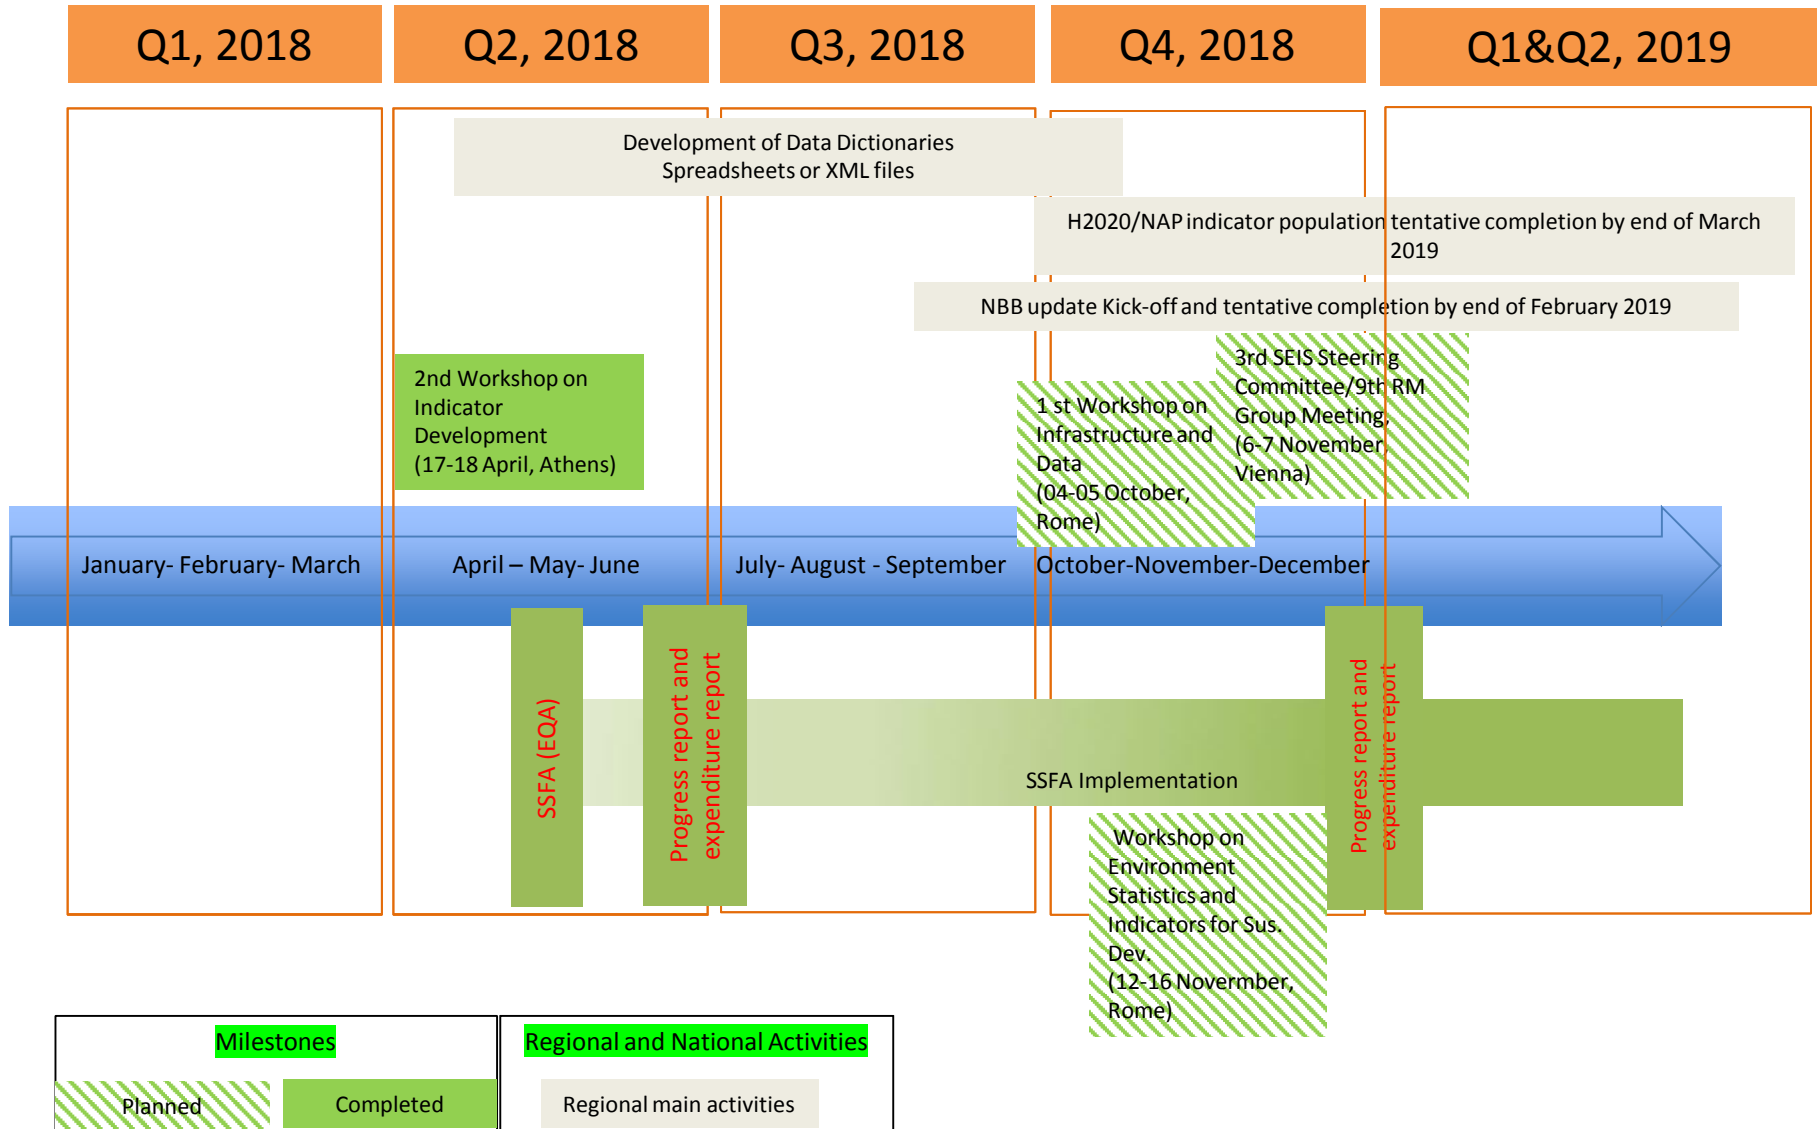 Q1, 2018
Q2, 2018
Q3, 2018
Q4, 2018
Q1&Q2, 2019
Development of Data Dictionaries
Spreadsheets or XML files
H2020/NAP indicator population tentative completion by end of March
2019
NBB update Kick-off and tentative completion by end of February 2019
2nd Workshop on
Indicator
Development
(17-18 April, Athens)
1 st Workshop on
Infrastructure and
Data
(04-05 October,
Rome)
3rd SEIS Steering
Committee/9th RM
Group Meeting,
(6-7 November,
Vienna)
January- February- March
April – May- June
July- August - September
October-November-December
SSFA (EQA)
Progress report and
expenditure report
SSFA Implementation
Progress report and
expenditure report
Workshop on
Environment
Statistics and
Indicators for Sus.
Dev.
(12-16 Novermber,
Rome)
Milestones
Planned
Completed
Regional and National Activities
Regional main activities